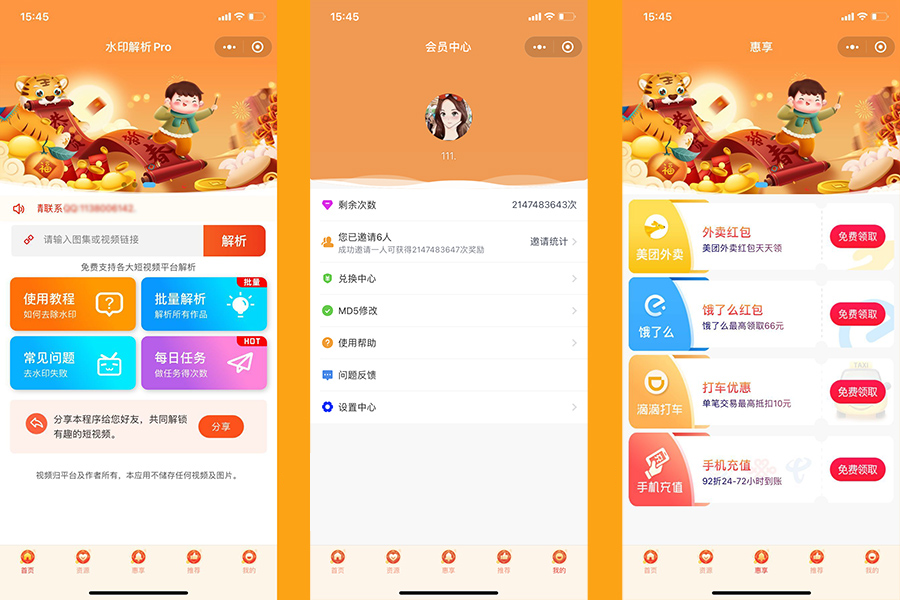 15:45
水印解析Pro
恭
贺
新
春
福
请联系QQ:1138006142.
请输入图集或视频链接
解析
免费支持各大短视频平台解析
使用教程
如何去除水印
批量
批量解析
解析所有作品
常见问题
去水印失败
HOT
每日任务
做任务得次数
分享本程序给您好友，共同解锁
有趣的短视频。
分享
视频归平台及作者所有，本应用不储存任何视频及图片。
首页
资源
惠享
推荐
我的
15:45
会员中心
111.
剩余次数
2147483643次
您已邀请6人
成功邀请一人可获得2147483647次奖励
邀请统计
兑换中心
MD5修改
使用帮助
问题反馈
设置中心
首页
资源
惠享
推荐
我的
15:45
惠享
恭
贺
新
春
福
美团外卖
外卖红包
美团外卖红包天天领
免费领取
饿了么
饿了么红包
饿了么最高领取66元
免费领取
滴滴打车
打车优惠
单笔交易最高抵扣10元
TAXI
免费领取
手机充值
手机充值
92折24-72小时到账
免费领取
首页
资源
惠享
推荐
我的